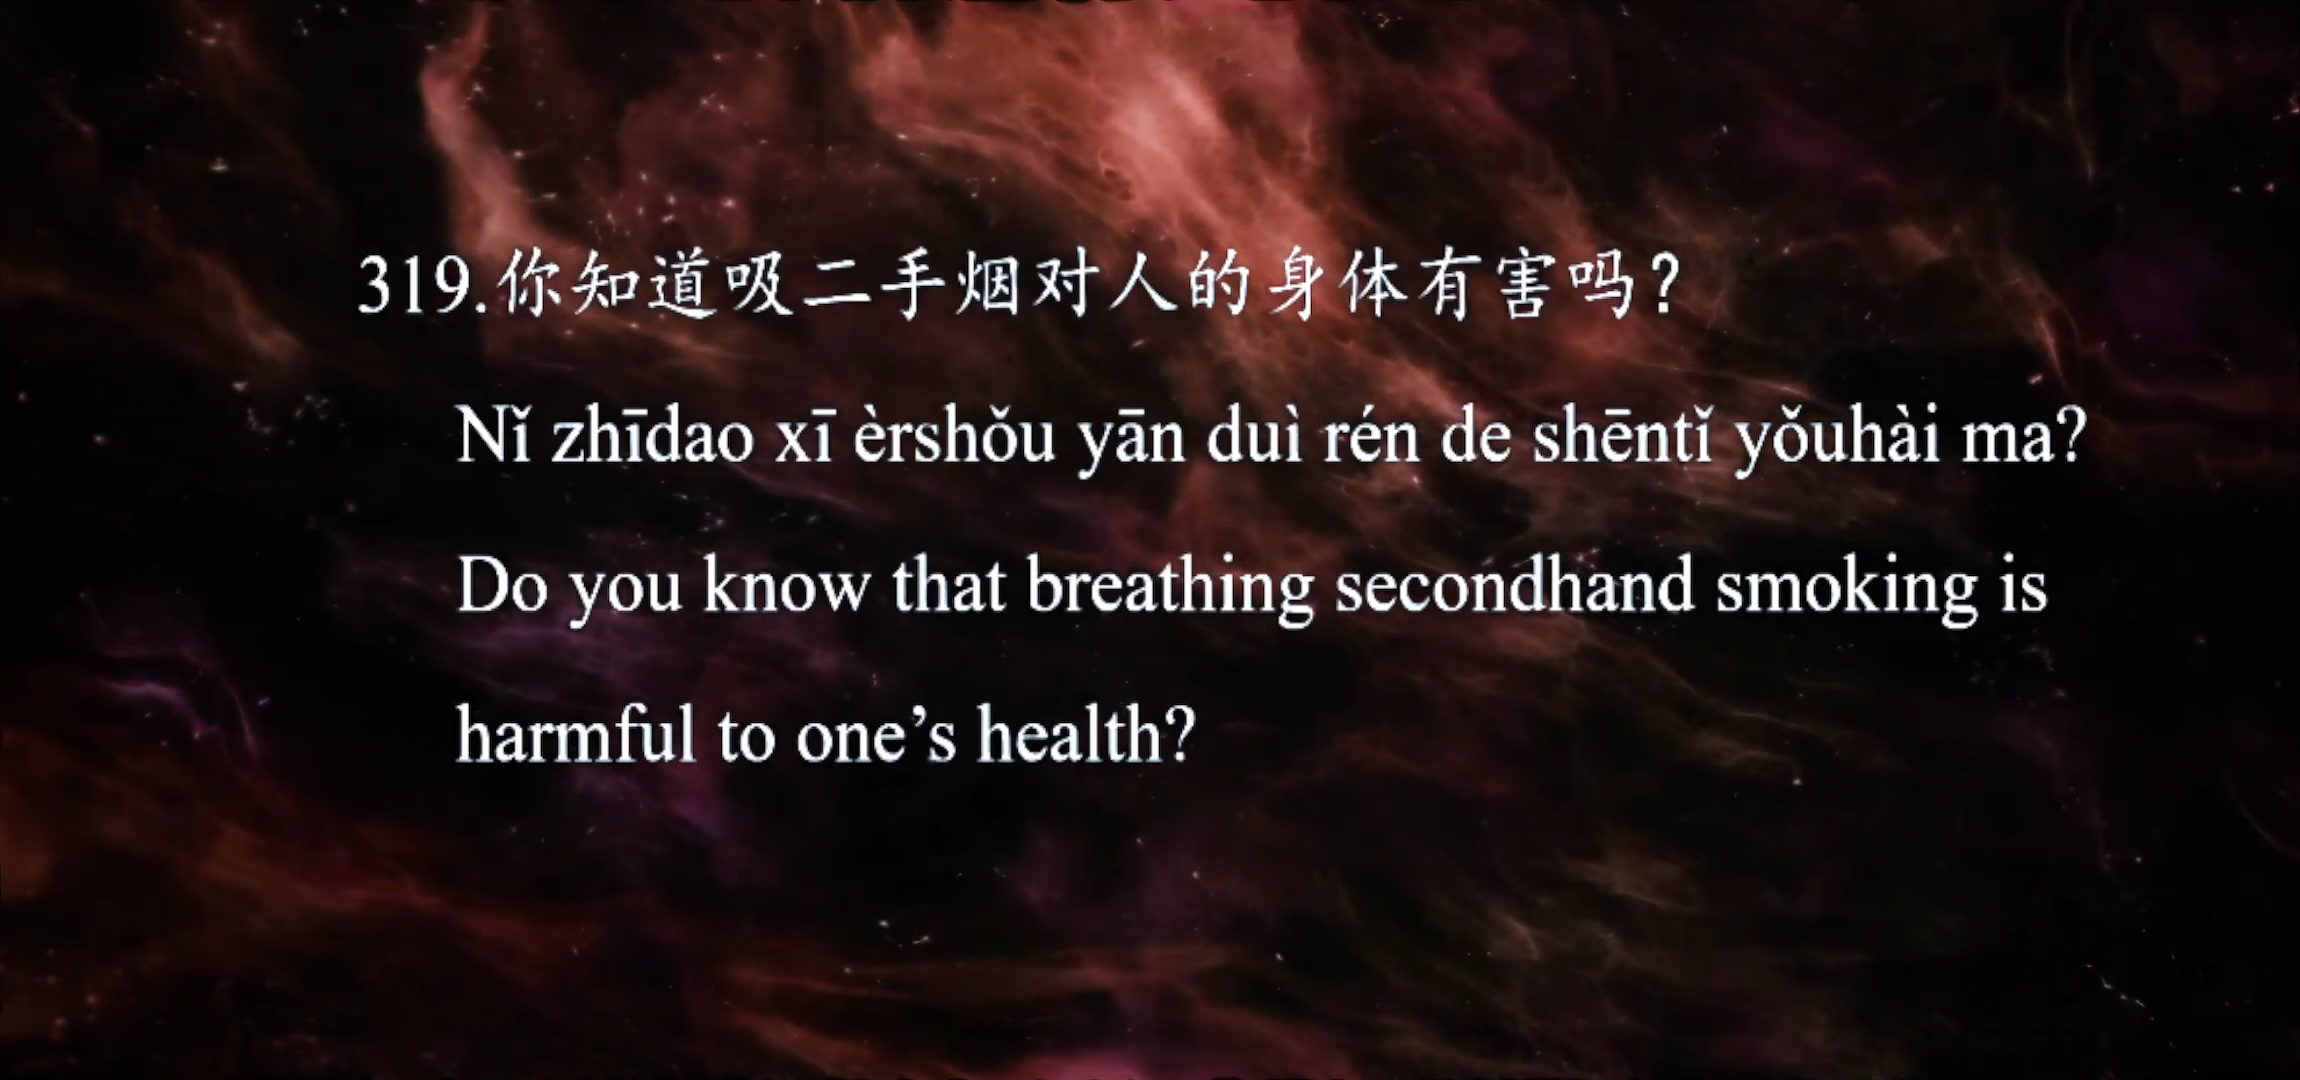 319.你知道吸二手烟对人的身体有害吗？
Nǐ zhīdao xī èrshǒu yān duì rén de shēntǐ yǒuhài ma?
Do you know that breathing secondhand smoking is
harmful to one’s health?